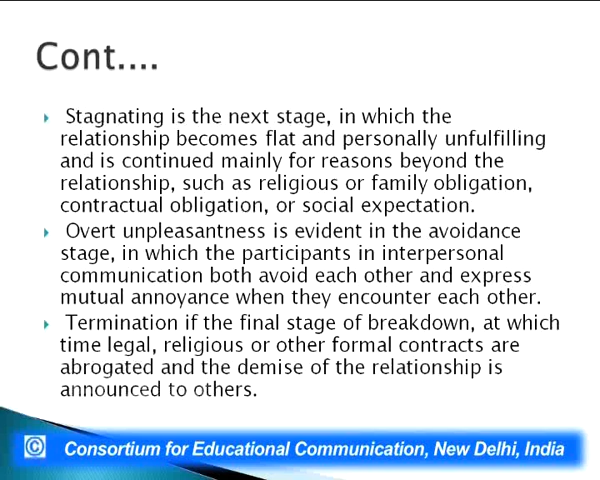 Cont....
Stagnating is the next stage, in which the
relationship becomes flat and personally unfulfilling
and is continued mainly for reasons beyond the
relationship, such as religious or family obligation,
contractual obligation, or social expectation.
Overt unpleasantness is evident in the avoidance
stage, in which the participants in interpersonal
communication both avoid each other and express
mutual annoyance when they encounter each other.
Termination if the final stage of breakdown, at which
time legal, religious or other formal contracts are
abrogated and the demise of the relationship is
announced to others.
© Consortium for Educational Communication, New Delhi, India